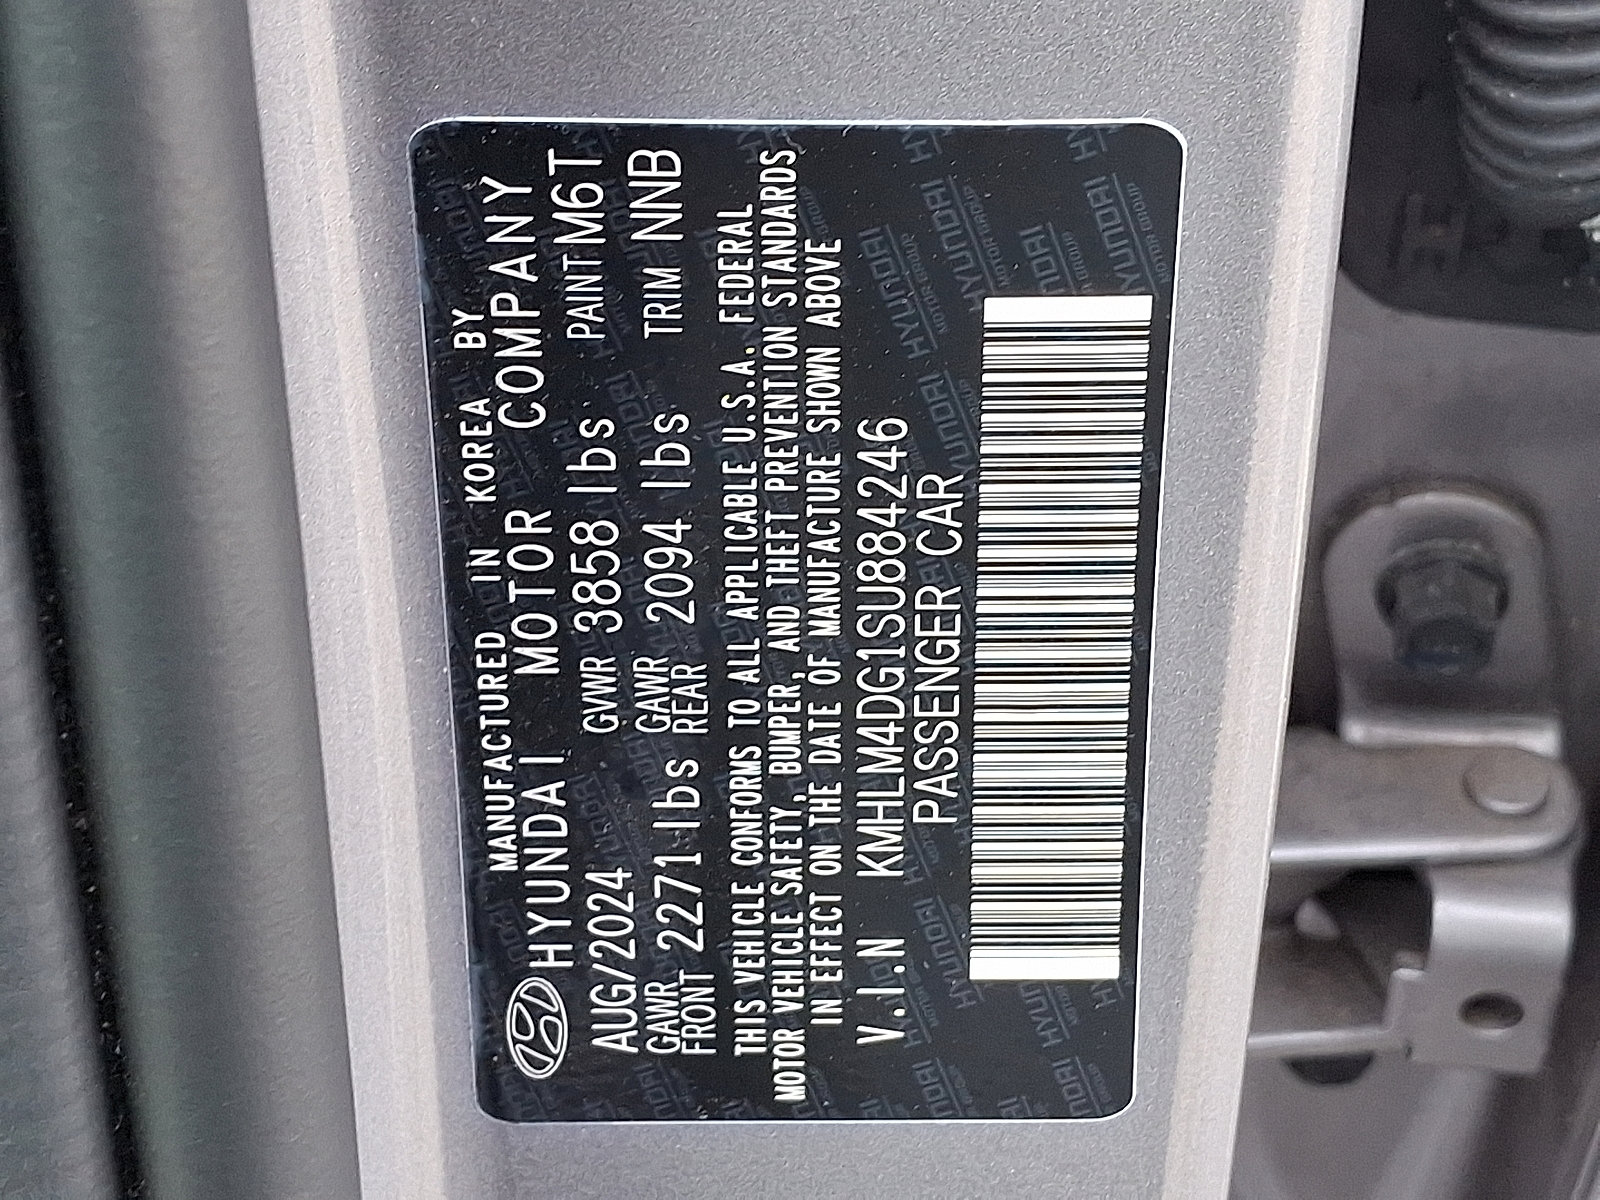 MANUFACTURED IN KOREA BY
HYUNDAI MOTOR COMPANY
AUG/2024 GVWR 3858 lbs PAINT M6T
GAWR FRONT 2271 lbs GAWR REAR 2094 lbs TRIM NNB
THIS VEHICLE CONFORMS TO ALL APPLICABLE U.S.A. FEDERAL
MOTOR VEHICLE SAFETY, BUMPER, AND THEFT PREVENTION STANDARDS
IN EFFECT ON THE DATE OF MANUFACTURE SHOWN ABOVE
V.I.N KMHLM4DG1SU884246
PASSENGER CAR